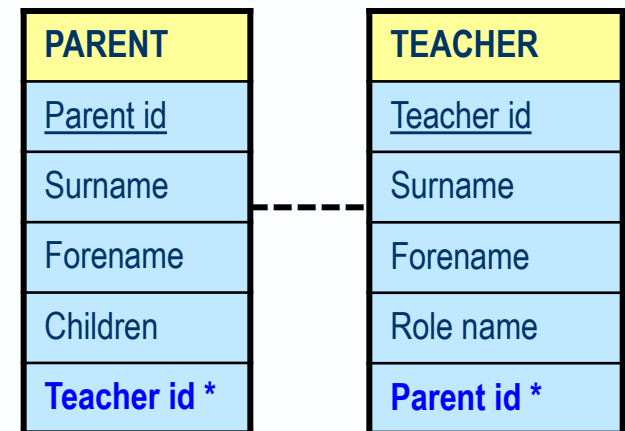 PARENT
Parent id
Surname
Forename
Children
Teacher id *
TEACHER
Teacher id
Surname
Forename
Role name
Parent id *